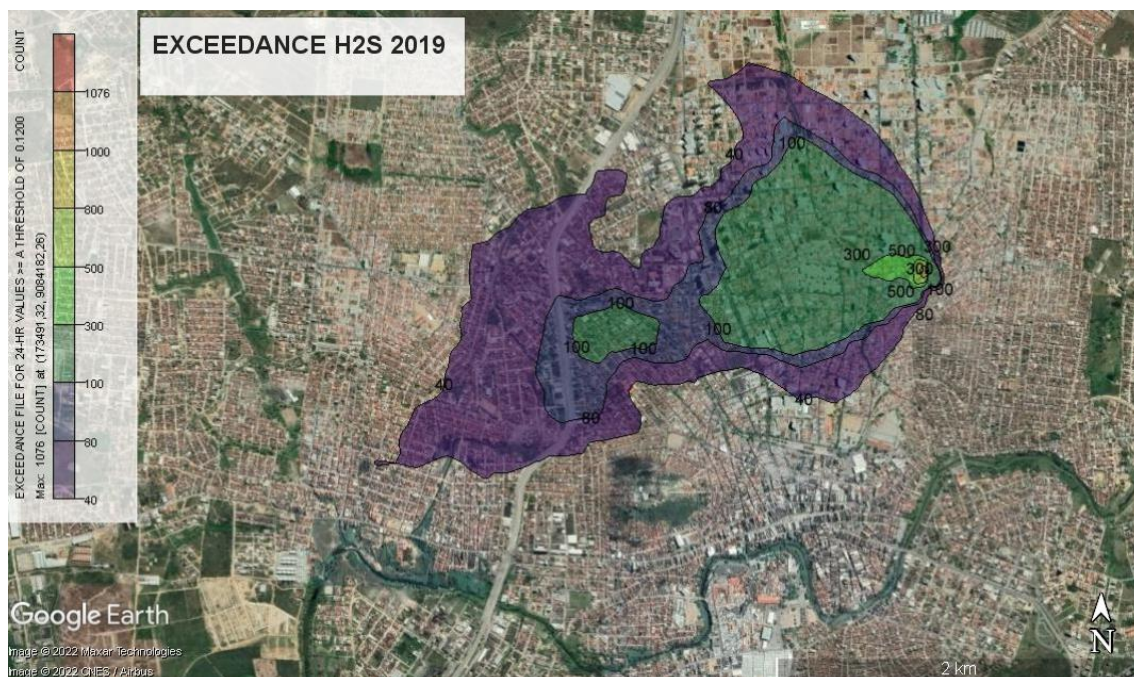 EXCEEDANCE H2S 2019
COUNT
EXCEEDANCE FILE FOR 24-HR VALUES >= A THRESHOLD OF 0.1200
Max: 1076 [COUNT] at (173491,32, 9084182,26)
1076
1000
800
500
300
100
80
40
100
40
80
300
500
300
300
500
100
80
100
100
100
100
40
80
40
Google Earth
Image © 2022 Maxar Technologies
Image © 2022 CNES / Airbus
2 km
N